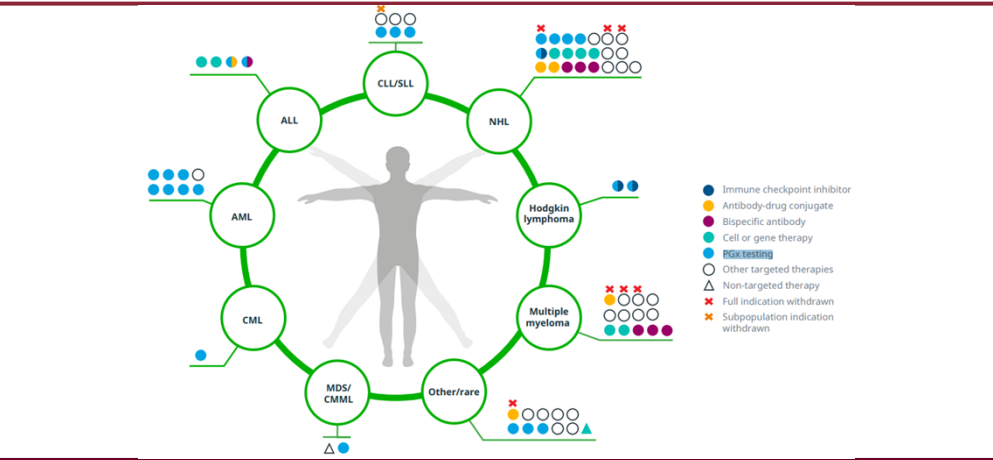 CLL/SLL
ALL
NHL
AML
Hodgkin
lymphoma
CML
Multiple
myeloma
MDS/
CMML
Other/rare
Immune checkpoint inhibitor
Antibody-drug conjugate
Bispecific antibody
Cell or gene therapy
PGx testing
Other targeted therapies
Non-targeted therapy
Full indication withdrawn
Subpopulation indication
withdrawn